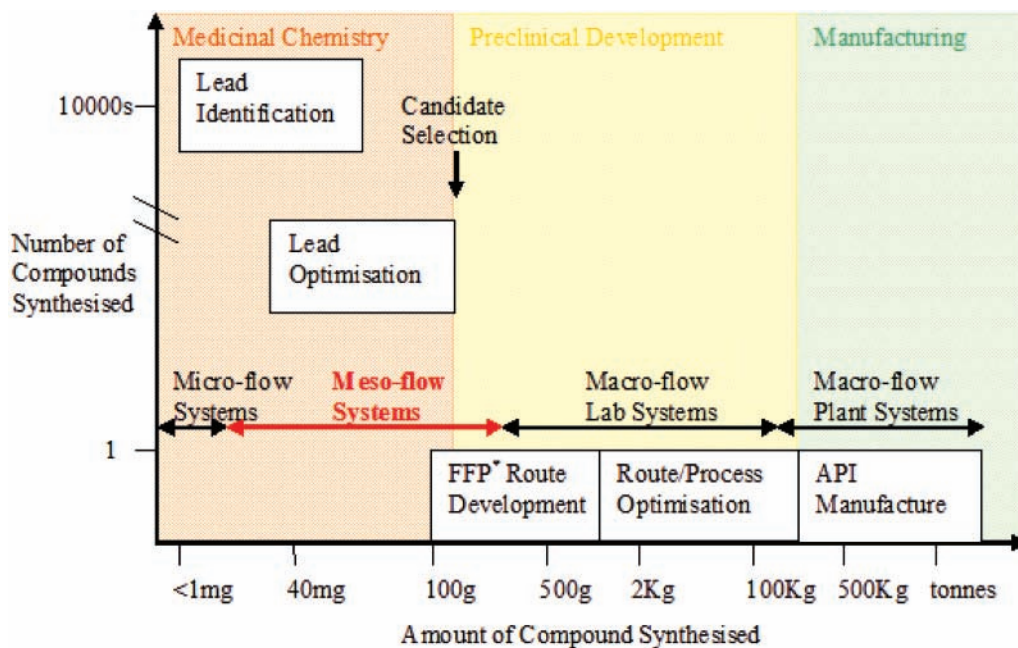 Medicinal Chemistry
Preclinical Development
Manufacturing
Lead
Identification
10000s
Candidate
Selection
Number of
Compounds
Synthesised
Lead
Optimisation
Micro-flow
Systems
Meso-flow
Systems
Macro-flow
Lab Systems
Macro-flow
Plant Systems
1
FFP* Route
Development
Route/Process
Optimisation
API
Manufacture
<1mg
40mg
100g
500g
2Kg
100Kg
500Kg
tonnes
Amount of Compound Synthesised